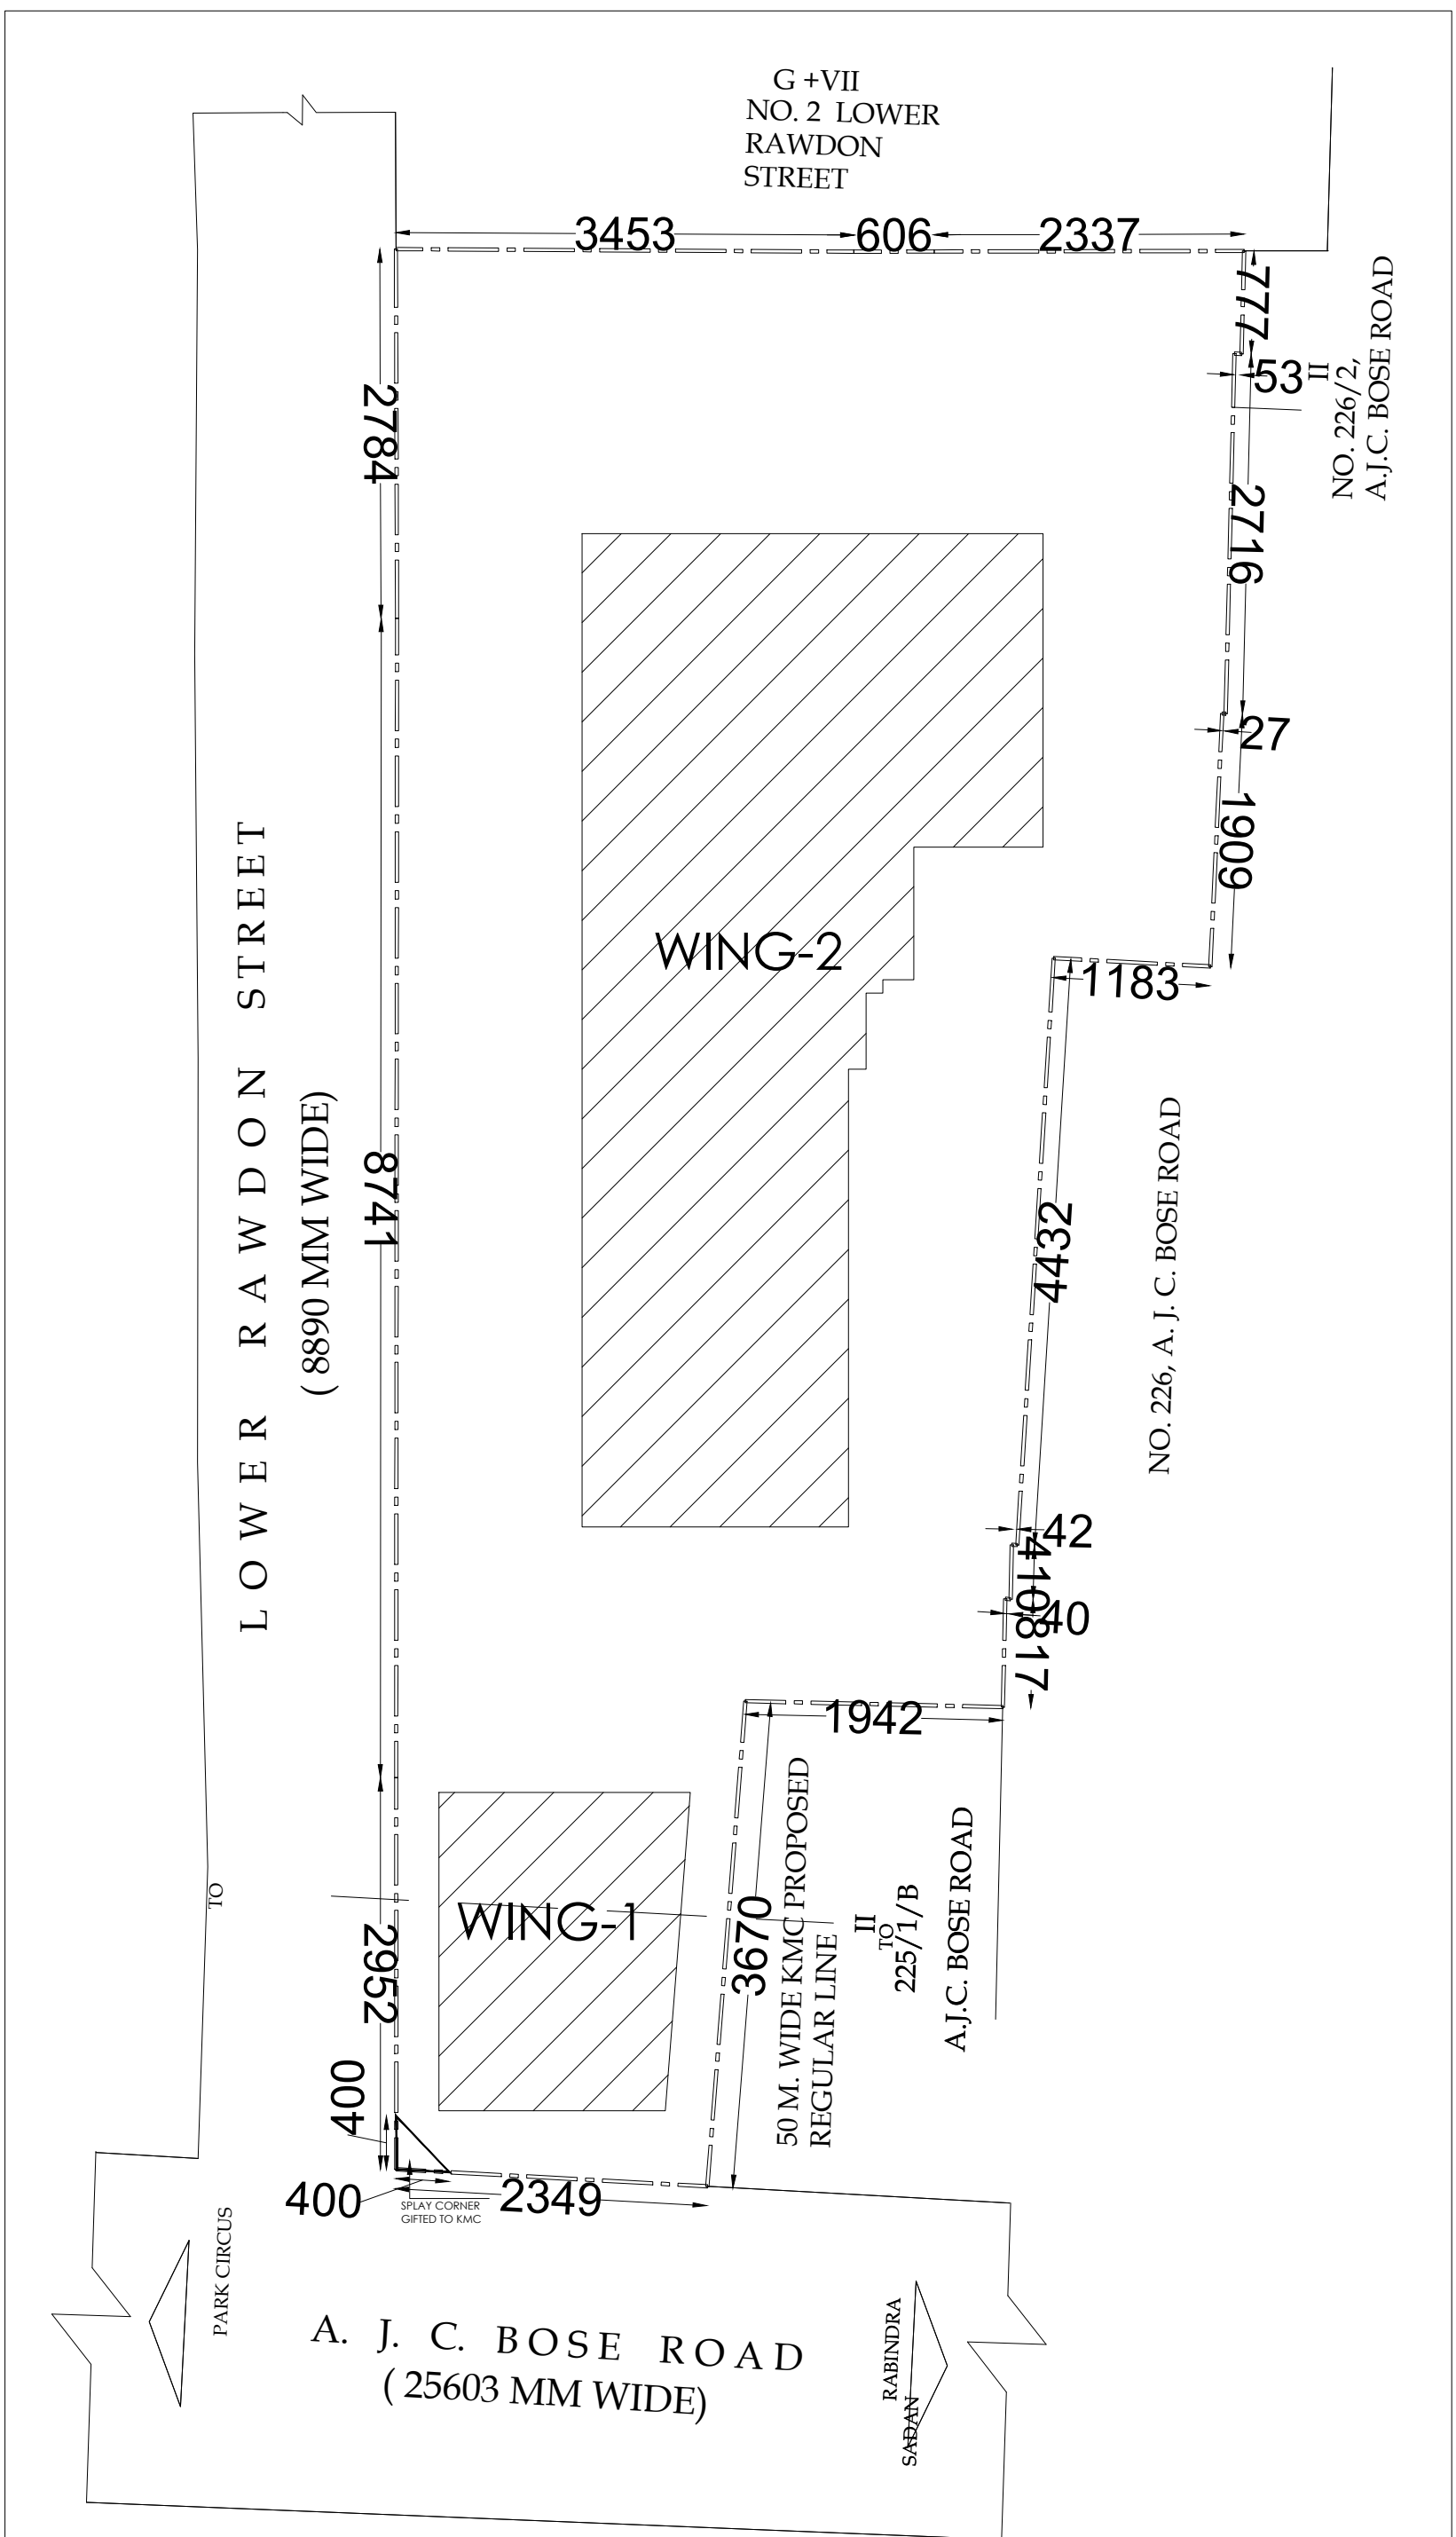 G +VII
NO. 2 LOWER
RAWDON
STREET
3453
606
2337
777
53
II
NO. 226/2,
A.J.C. BOSE ROAD
2784
2716
27
1909
WING-2
1183
LOWER RAWDON STREET
( 8890 MM WIDE)
8741
4432
NO. 226, A. J. C. BOSE ROAD
42
410
40
817
1942
TO
WING-1
2952
3670
50 M. WIDE KMC PROPOSED
REGULAR LINE
II
TO
225/1/B
A.J.C. BOSE ROAD
400
400
SPLAY CORNER
GIFTED TO KMC
2349
PARK CIRCUS
A. J. C. BOSE ROAD
( 25603 MM WIDE)
RABINDRA
SADAN